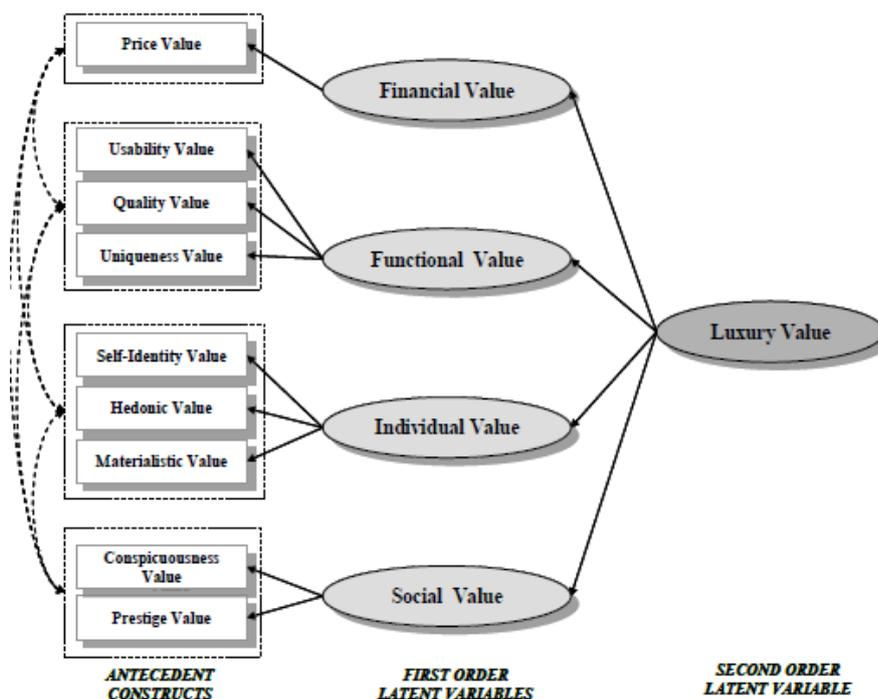 Price Value
Financial Value
Usability Value
Quality Value
Uniqueness Value
Functional Value
Luxury Value
Self-Identity Value
Hedonic Value
Materialistic Value
Individual Value
Conspicuousness
Value
Prestige Value
Social Value
ANTECEDENT
CONSTRUCTS
FIRST ORDER
LATENT VARIABLES
SECOND ORDER
LATENT VARIABLE